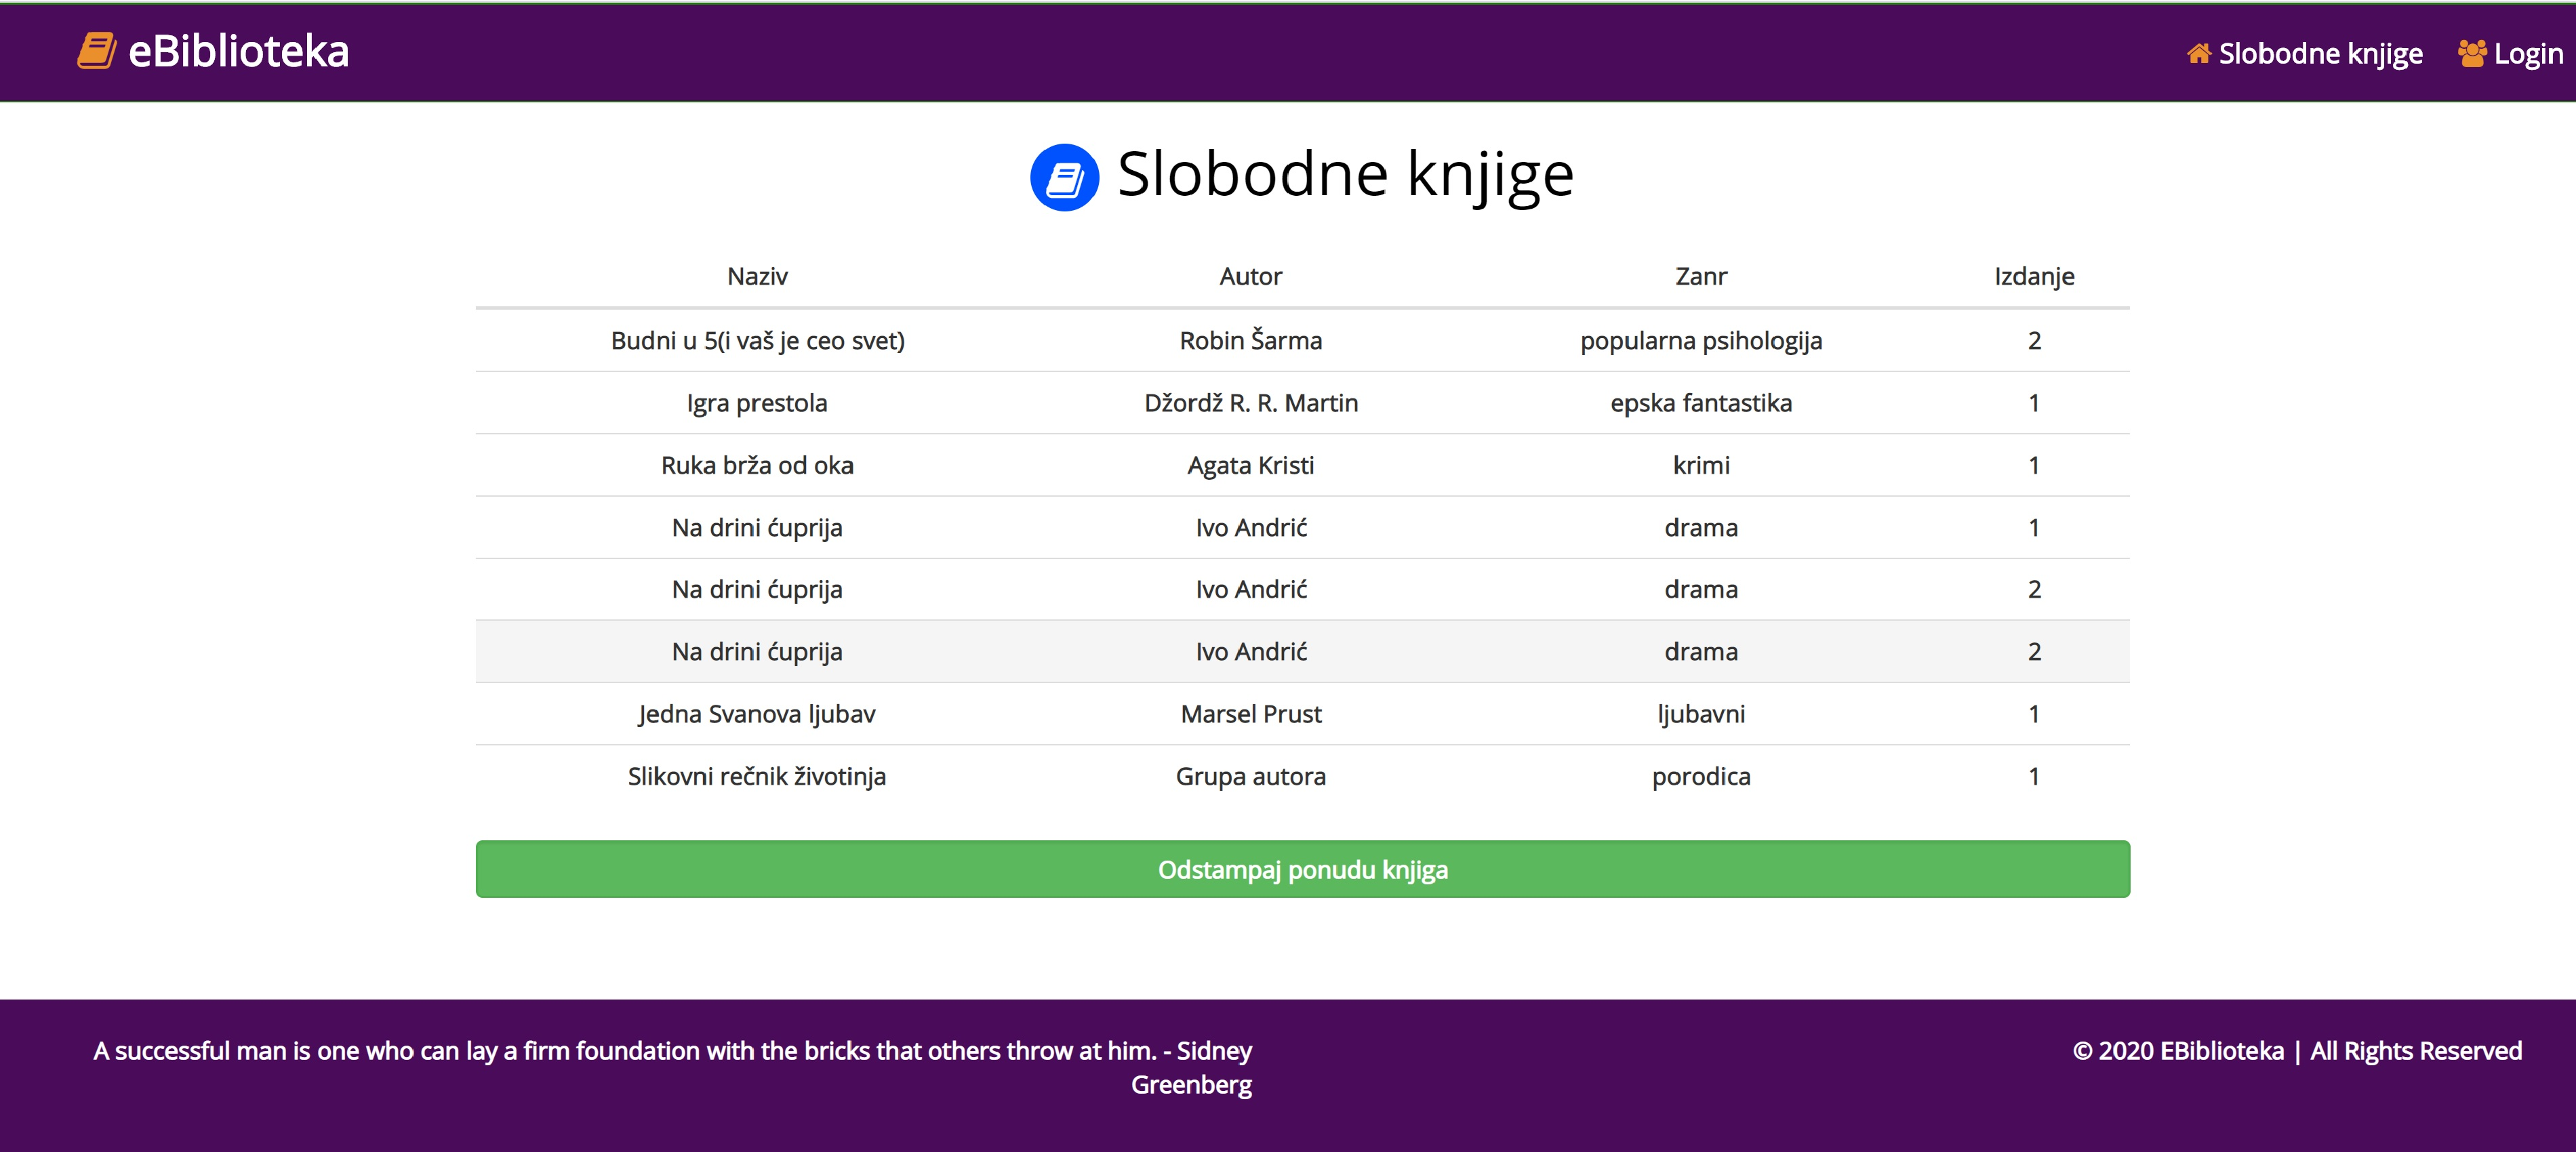 eBiblioteka
Slobodne knjige Login
Slobodne knjige
Naziv Autor Zanr Izdanje
Budni u 5(i vaš je ceo svet) Robin Šarma popularna psihologija 2
Igra prestola Džordž R. R. Martin epska fantastika 1
Ruka brža od oka Agata Kristi krimi 1
Na drini ćuprija Ivo Andrić drama 1
Na drini ćuprija Ivo Andrić drama 2
Na drini ćuprija Ivo Andrić drama 2
Jedna Svanova ljubav Marsel Prust ljubavni 1
Slikovni rečnik životinja Grupa autora porodica 1
Odstampaj ponudu knjiga
A successful man is one who can lay a firm foundation with the bricks that others throw at him. - Sidney
Greenberg
© 2020 EBiblioteka | All Rights Reserved